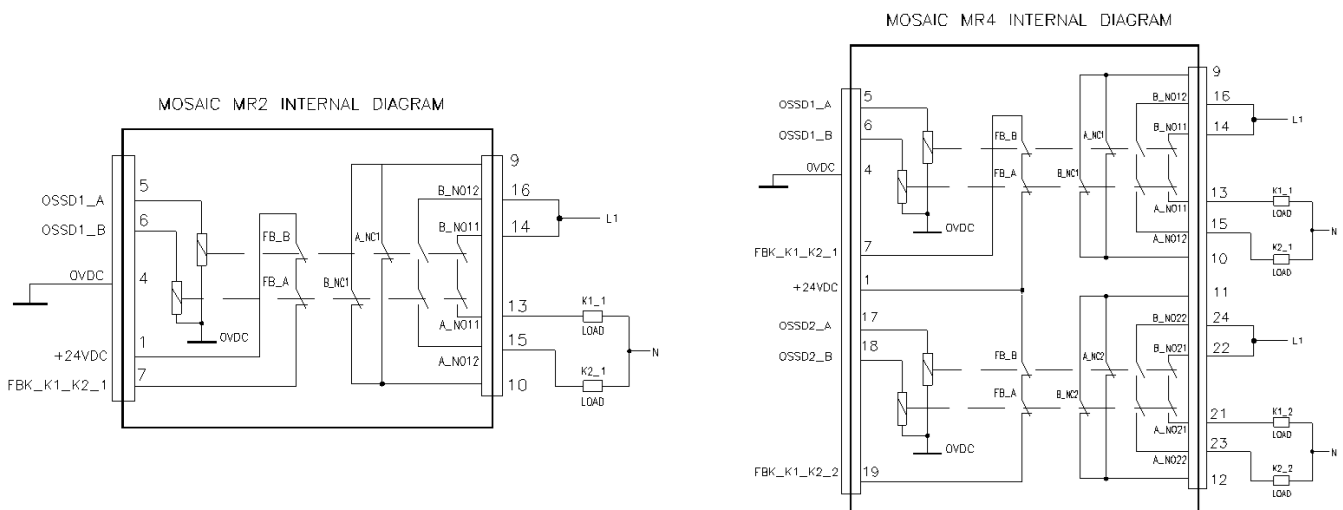 MOSAIC MR2 INTERNAL DIAGRAM
5
OSSD1_A
6
OSSD1_B
0VDC
4
0VDC
1
+24VDC
7
FBK_K1_K2_1
FB_B
FB_A
A_NC1
B_NC1
B_NO12
B_NO11
A_NO11
A_NO12
9
16
14
L1
13
K1_1
LOAD
15
N
K2_1
LOAD
10
MOSAIC MR4 INTERNAL DIAGRAM
5
OSSD1_A
6
OSSD1_B
0VDC
4
0VDC
7
FBK_K1_K2_1
1
+24VDC
17
OSSD2_A
18
OSSD2_B
0VDC
FBK_K1_K2_2
19
FB_B
FB_A
A_NC1
B_NC1
B_NO12
B_NO11
A_NO11
A_NO12
FB_B
FB_A
A_NC2
B_NC2
B_NO22
B_NO21
A_NO21
A_NO22
9
16
14
L1
13
K1_1
LOAD
15
N
K2_1
LOAD
10
11
24
22
L1
21
K1_2
LOAD
23
N
K2_2
LOAD
12